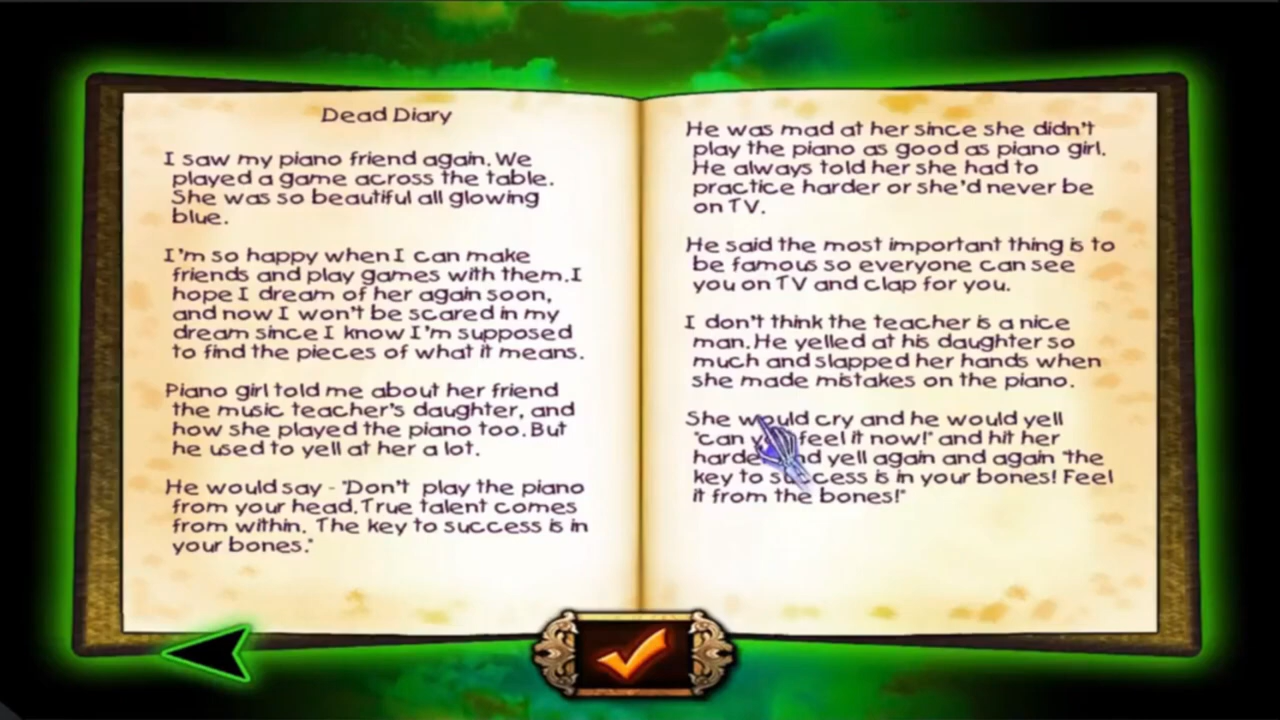 Dead Diary
I saw my piano friend again. We
played a game across the table.
She was so beautiful all glowing
blue.
I'm so happy when I can make
friends and play games with them. I
hope I dream of her again soon,
and now I won't be scared in my
dream since I know I'm supposed
to find the pieces of what it means.
Piano girl told me about her friend
the music teacher's daughter, and
how she played the piano too. But
he used to yell at her a lot.
He would say - "Don't play the piano
from your head. True talent comes
from within. The key to success is in
your bones."
He was mad at her since she didn't
play the piano as good as piano girl.
He always told her she had to
practice harder or she'd never be
on TV.
He said the most important thing is to
be famous so everyone can see
you on TV and clap for you.
I don't think the teacher is a nice
man. He yelled at his daughter so
much and slapped her hands when
she made mistakes on the piano.
She would cry and he would yell
"can you feel it now!" and hit her
harder and yell again and again "the
key to success is in your bones! Feel
it from the bones!"